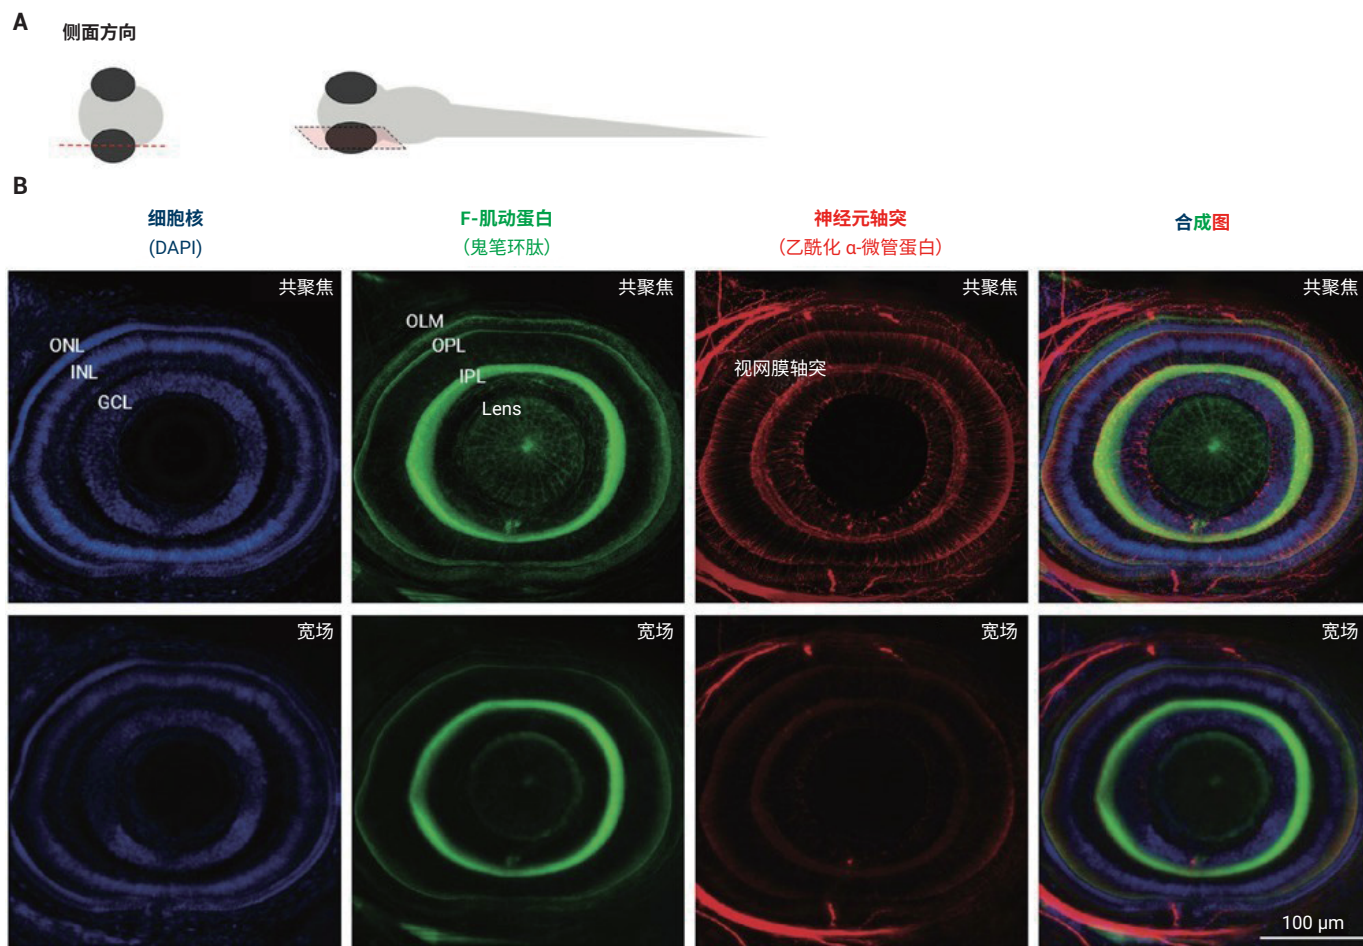 A
侧面方向
B
细胞核
(DAPI)
F-肌动蛋白
（鬼笔环肽）
神经元轴突
（乙酰化 α-微管蛋白）
合成图
共聚焦
ONL
INL
GCL
共聚焦
OLM
OPL
IPL
Lens
共聚焦
视网膜轴突
共聚焦
宽场
宽场
宽场
宽场
100 µm